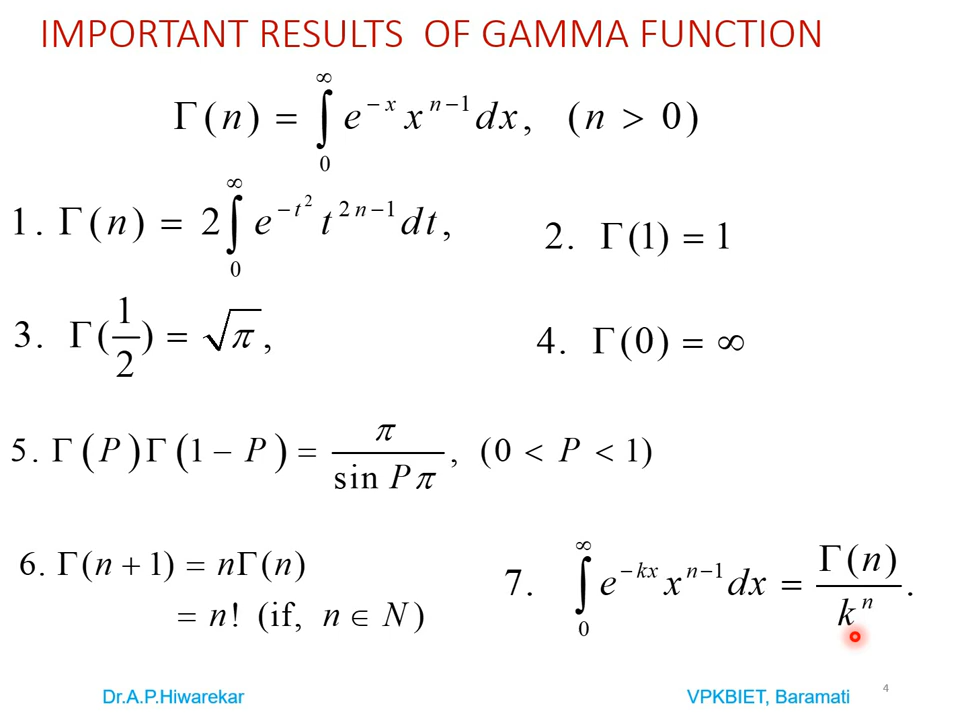 IMPORTANT RESULTS OF GAMMA FUNCTION
Γ(n) = ∫₀^∞ e^{−x} x^{n−1} dx, (n > 0)
1. Γ(n) = 2∫₀^∞ e^{−t²} t^{2n−1} dt,
2. Γ(1) = 1
3. Γ(1/2) = √π,
4. Γ(0) = ∞
5. Γ(P)Γ(1 − P) = π / sin Pπ, (0 < P < 1)
6. Γ(n + 1) = nΓ(n)
= n! (if, n ∈ N)
7. ∫₀^∞ e^{−kx} x^{n−1} dx = Γ(n) / k^n.
Dr.A.P.Hiwarekar
VPKBIET, Baramati
4